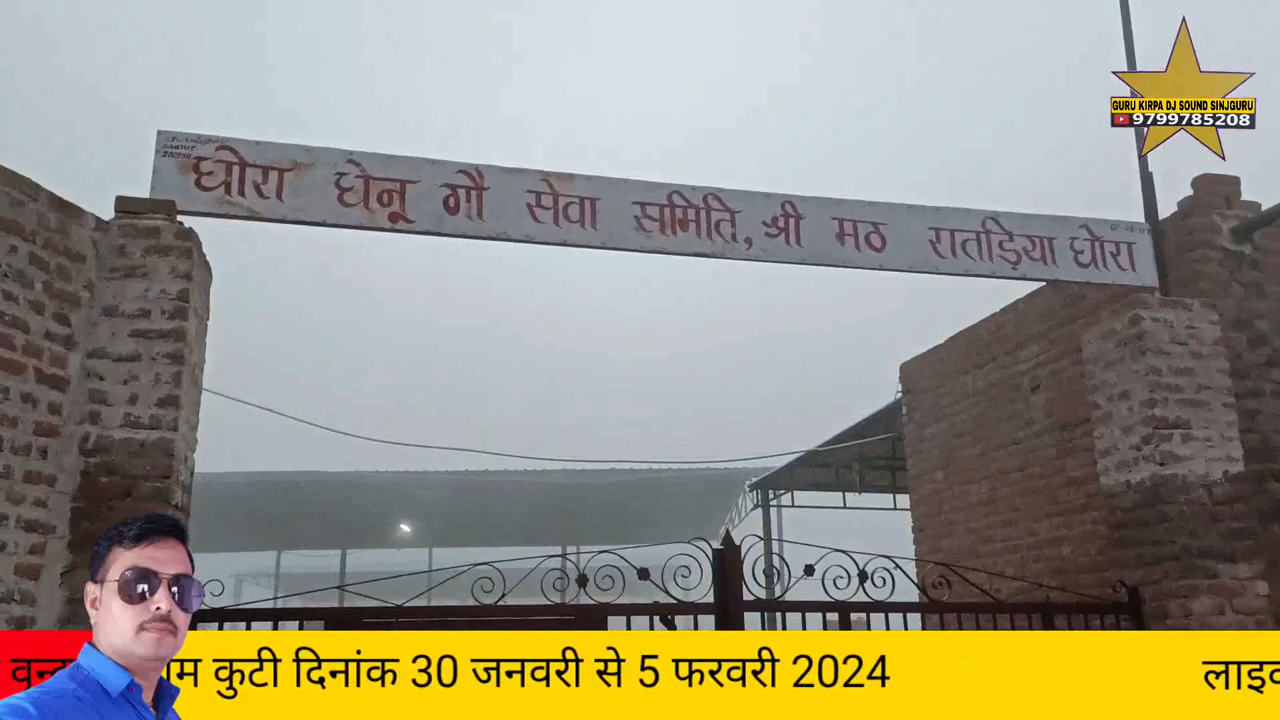 GURU KIRPA DJ SOUND SINJGURU
9799785208
घोरा धेनू गौ सेवा समिति, श्री मठ रातड़िया घोरा
कुटी दिनांक 30 जनवरी से 5 फरवरी 2024